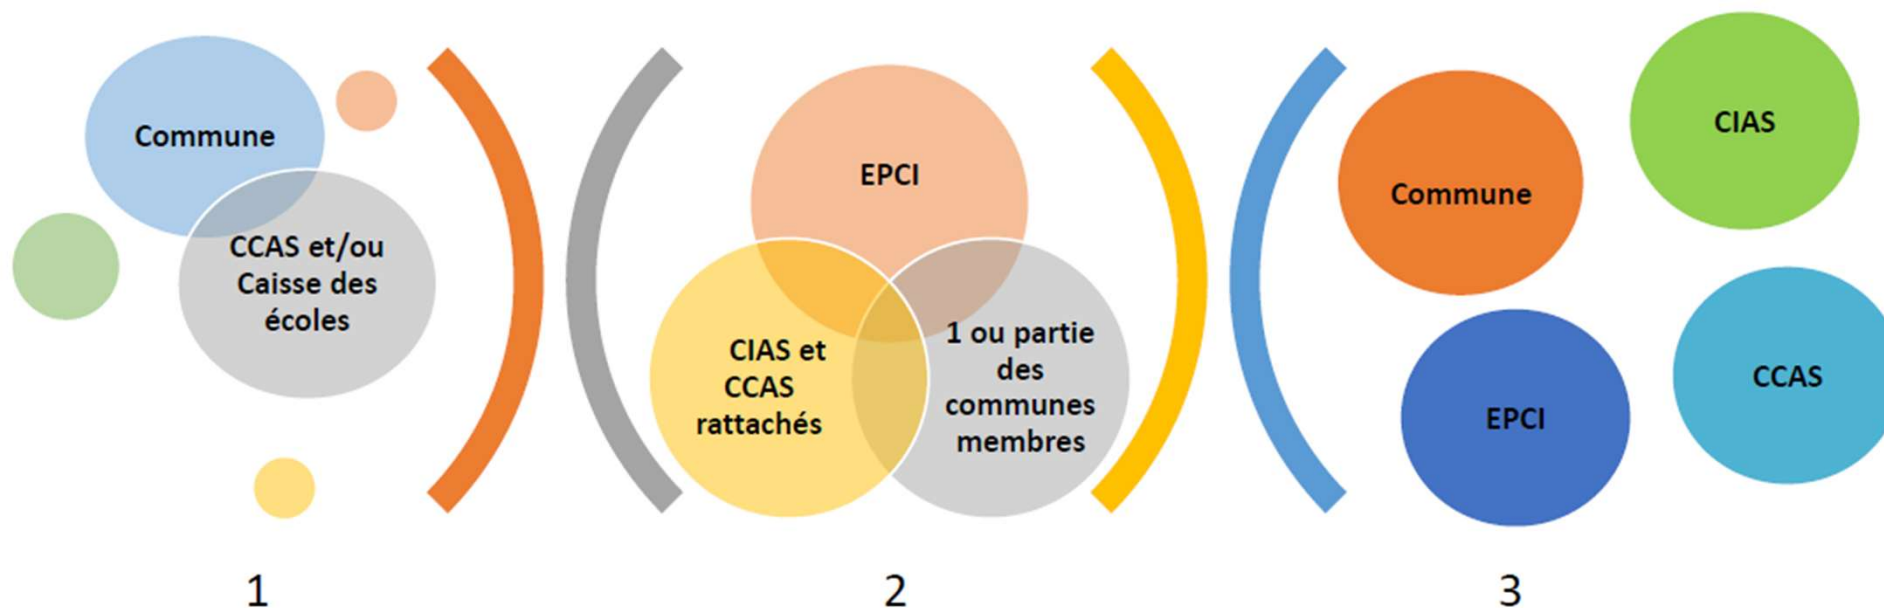 Commune
CCAS et/ou
Caisse des
écoles
1
EPCI
CIAS et
CCAS
rattachés
1 ou partie
des
communes
membres
2
Commune
CIAS
EPCI
CCAS
3